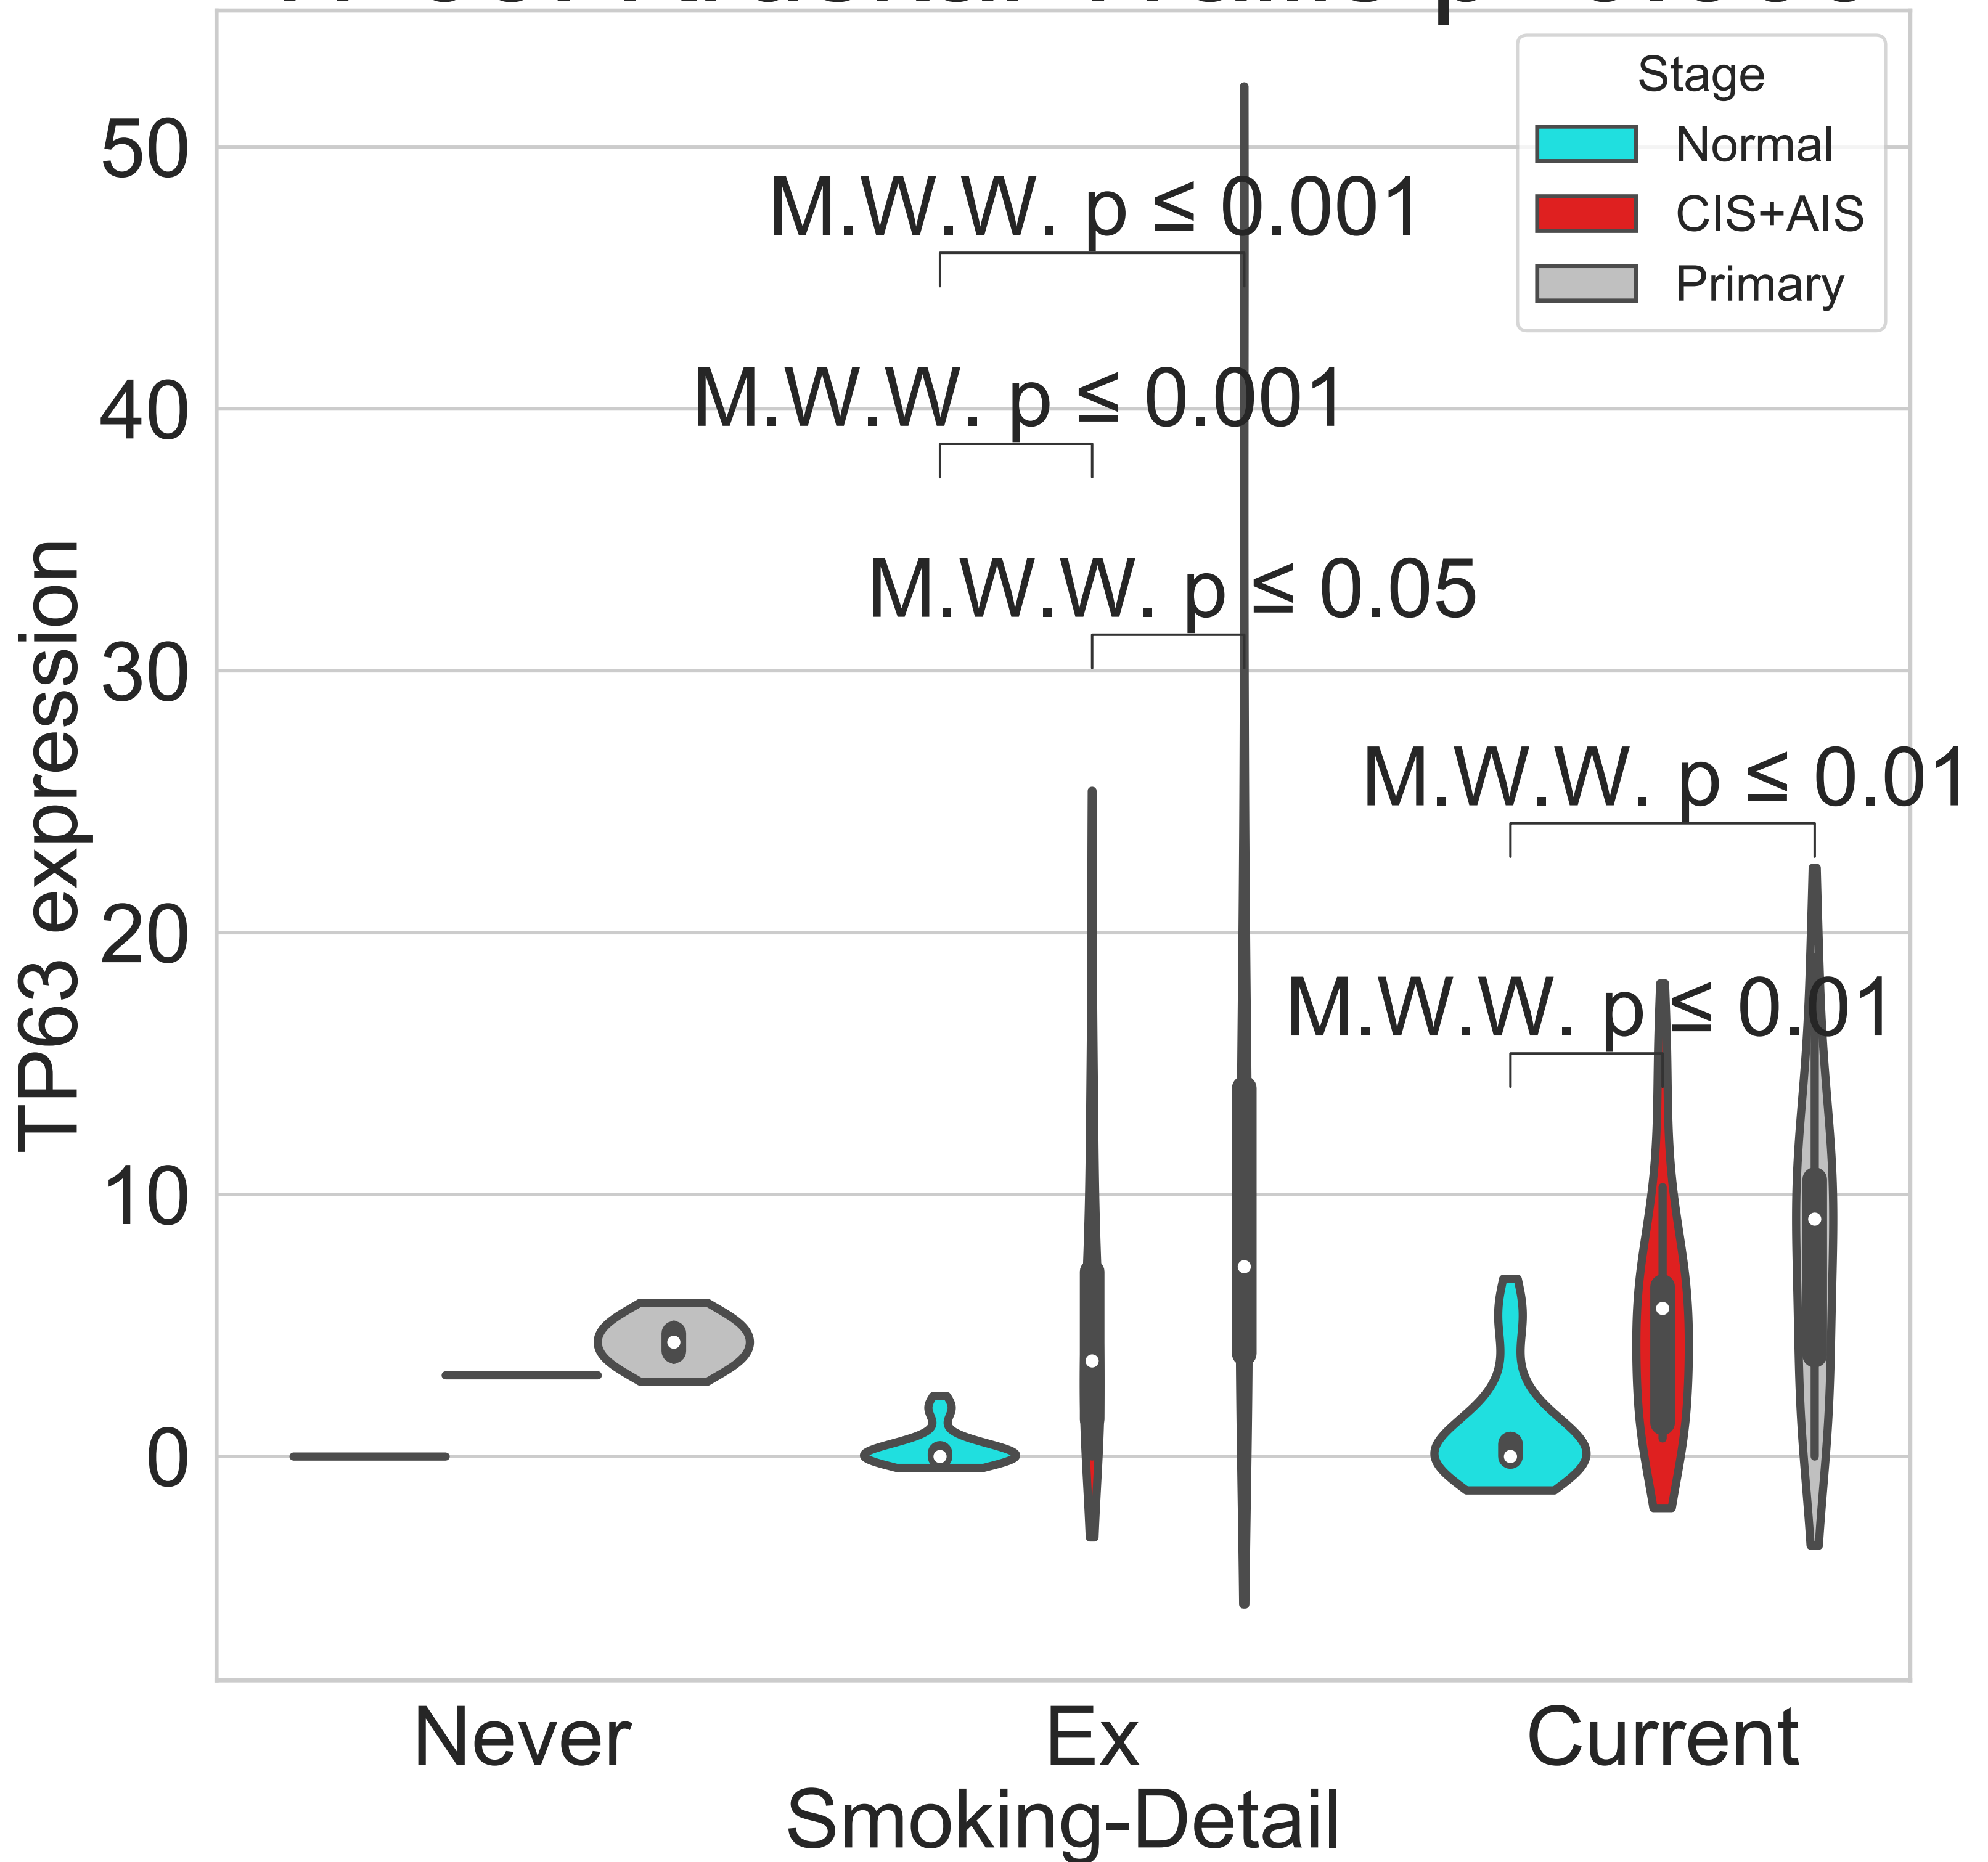 Stage
Normal
CIS+AIS
Primary
50
40
30
20
10
0
TP63 expression
M.W.W. p ≤ 0.001
M.W.W. p ≤ 0.001
M.W.W. p ≤ 0.05
M.W.W. p ≤ 0.01
M.W.W. p ≤ 0.01
Never
Ex
Current
Smoking-Detail